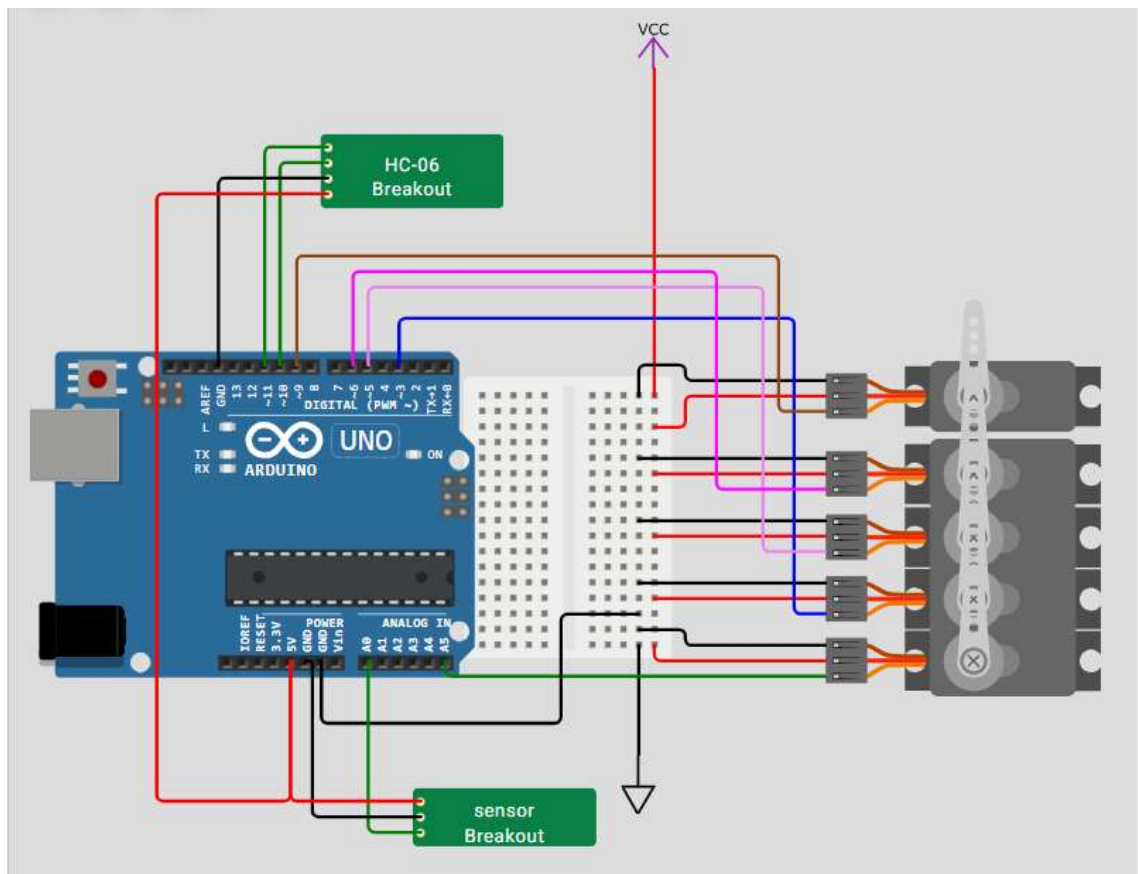 VCC
HC-06
Breakout
AREF
GND
13
12
~11
~10
~9
8
7
~6
~5
4
~3
2
TX→1
RX←0
DIGITAL (PWM ~)
L
TX
RX
UNO
ON
ARDUINO
IOREF
RESET
3.3V
5V
GND
GND
Vin
POWER
ANALOG IN
A0
A1
A2
A3
A4
A5
sensor
Breakout